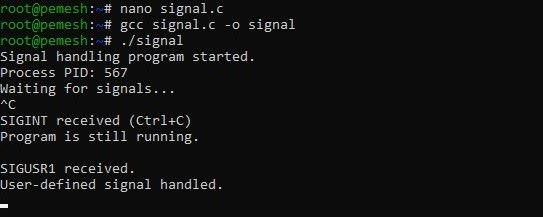 root@pemesh:~# nano signal.c
root@pemesh:~# gcc signal.c -o signal
root@pemesh:~# ./signal
Signal handling program started.
Process PID: 567
Waiting for signals...
^C
SIGINT received (Ctrl+C)
Program is still running.
SIGUSR1 received.
User-defined signal handled.